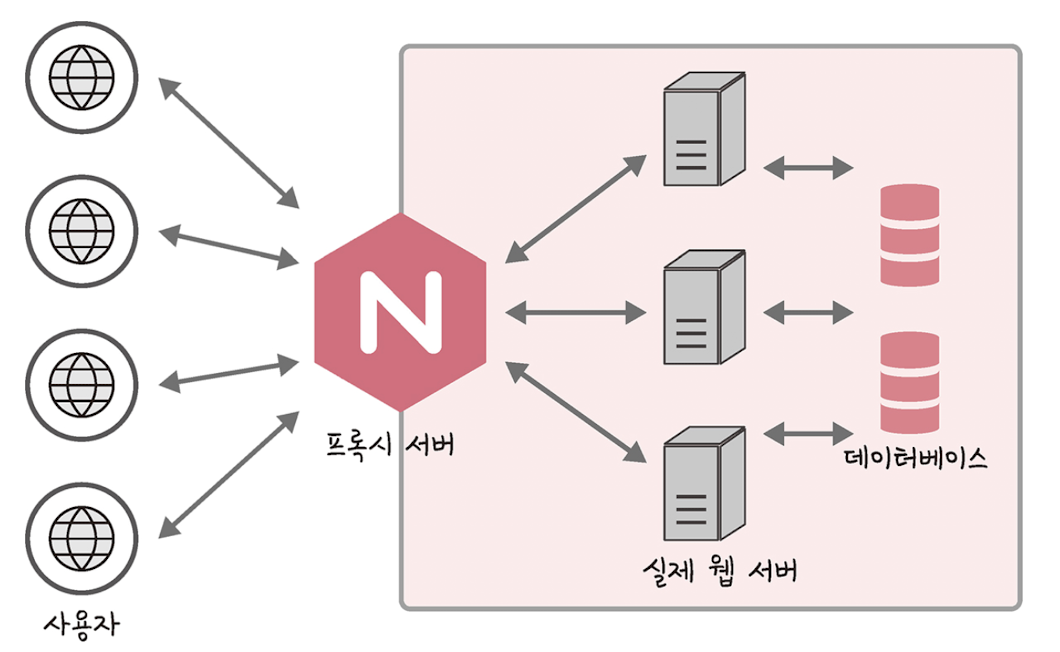 N
프록시 서버
데이터베이스
실제 웹 서버
사용자